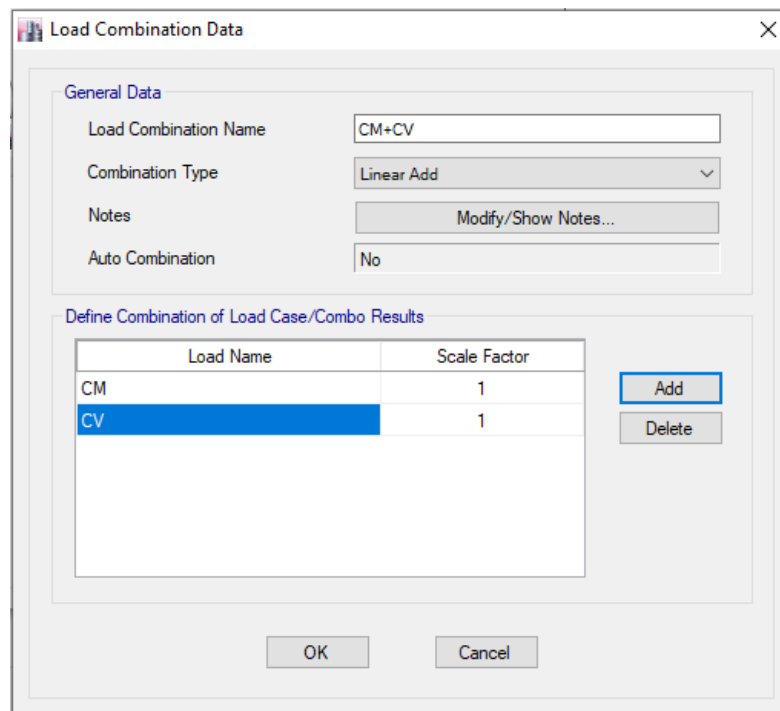 Load Combination Data
General Data
Load Combination Name CM+CV
Combination Type Linear Add
Notes Modify/Show Notes...
Auto Combination No
Define Combination of Load Case/Combo Results
Load Name Scale Factor
CM 1 Add
CV 1 Delete
OK Cancel